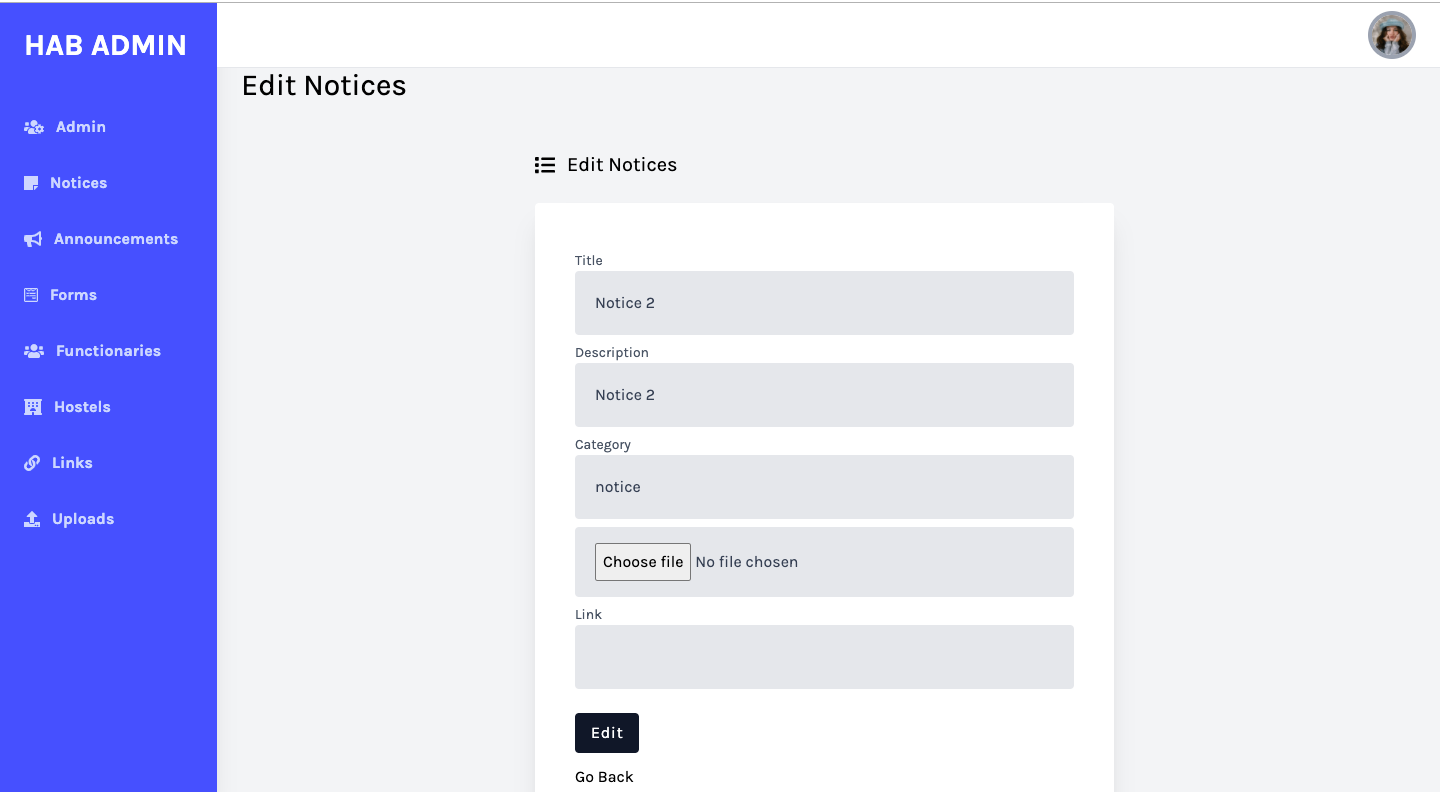 HAB ADMIN
Admin
Notices
Announcements
Forms
Functionaries
Hostels
Links
Uploads
Edit Notices
Edit Notices
Title
Notice 2
Description
Notice 2
Category
notice
Choose file No file chosen
Link
Edit
Go Back